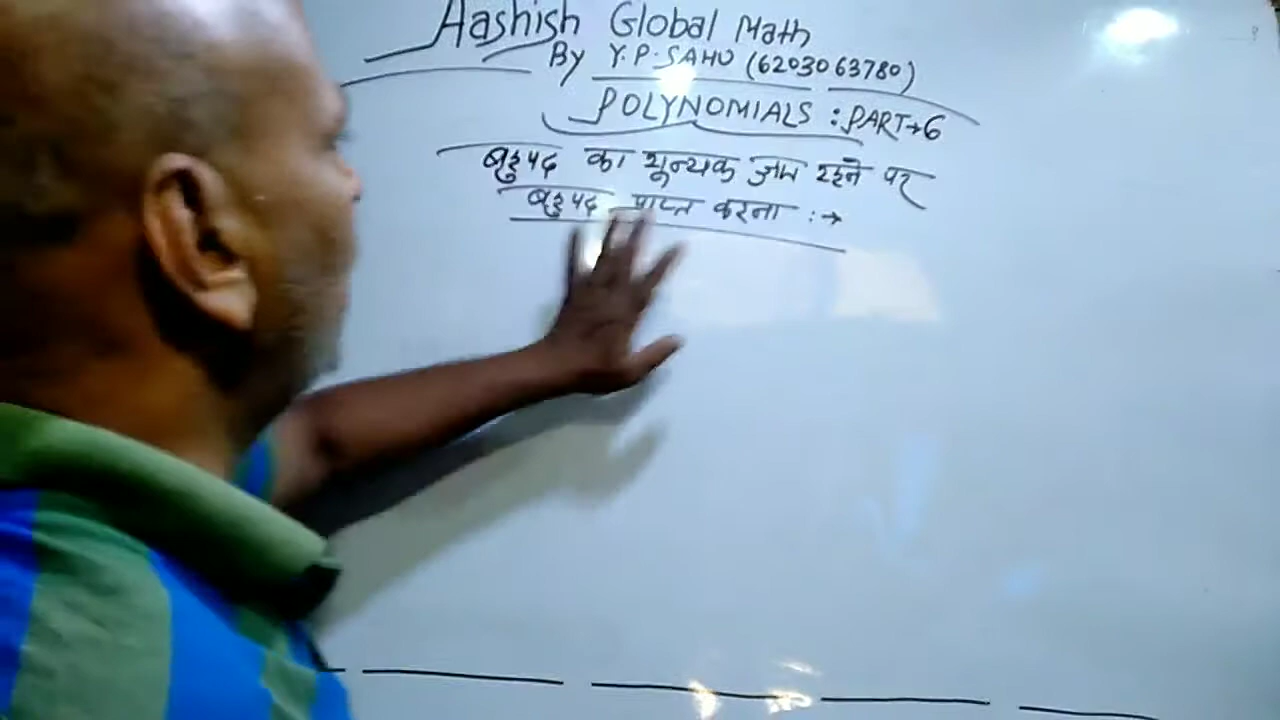 Aashish Global Math
By Y.P.SAHU (6203063780)
POLYNOMIALS : PART→6
बहुपद का शून्यक ज्ञात रहने पर
बहुपद प्राप्त करना :→